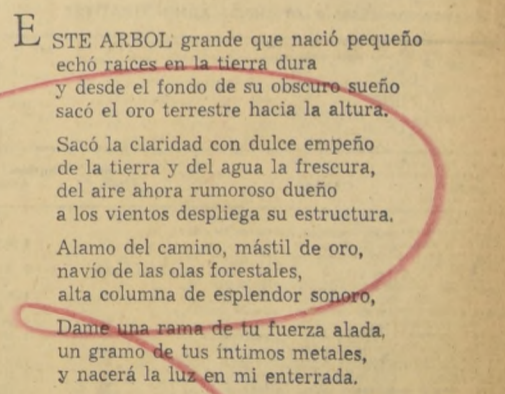 ESTE ARBOL grande que nació pequeño
echó raíces en la tierra dura
y desde el fondo de su obscuro sueño
sacó el oro terrestre hacia la altura.
Sacó la claridad con dulce empeño
de la tierra y del agua la frescura,
del aire ahora rumoroso dueño
a los vientos despliega su estructura.
Alamo del camino, mástil de oro,
navío de las olas forestales,
alta columna de esplendor sonoro,
Dame una rama de tu fuerza alada,
un gramo de tus íntimos metales,
y nacerá la luz en mi enterrada.